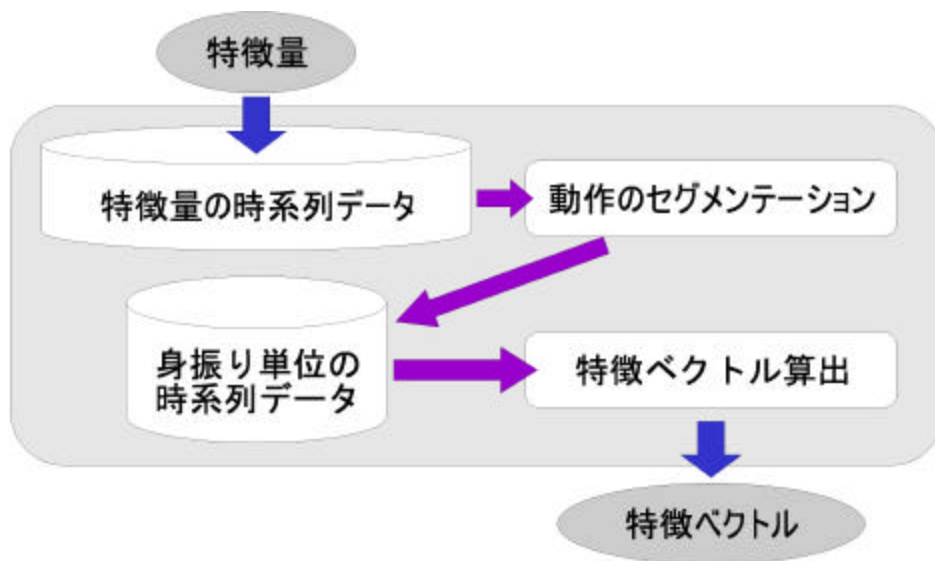 特徴量
特徴量の時系列データ
動作のセグメンテーション
身振り単位の
時系列データ
特徴ベクトル算出
特徴ベクトル